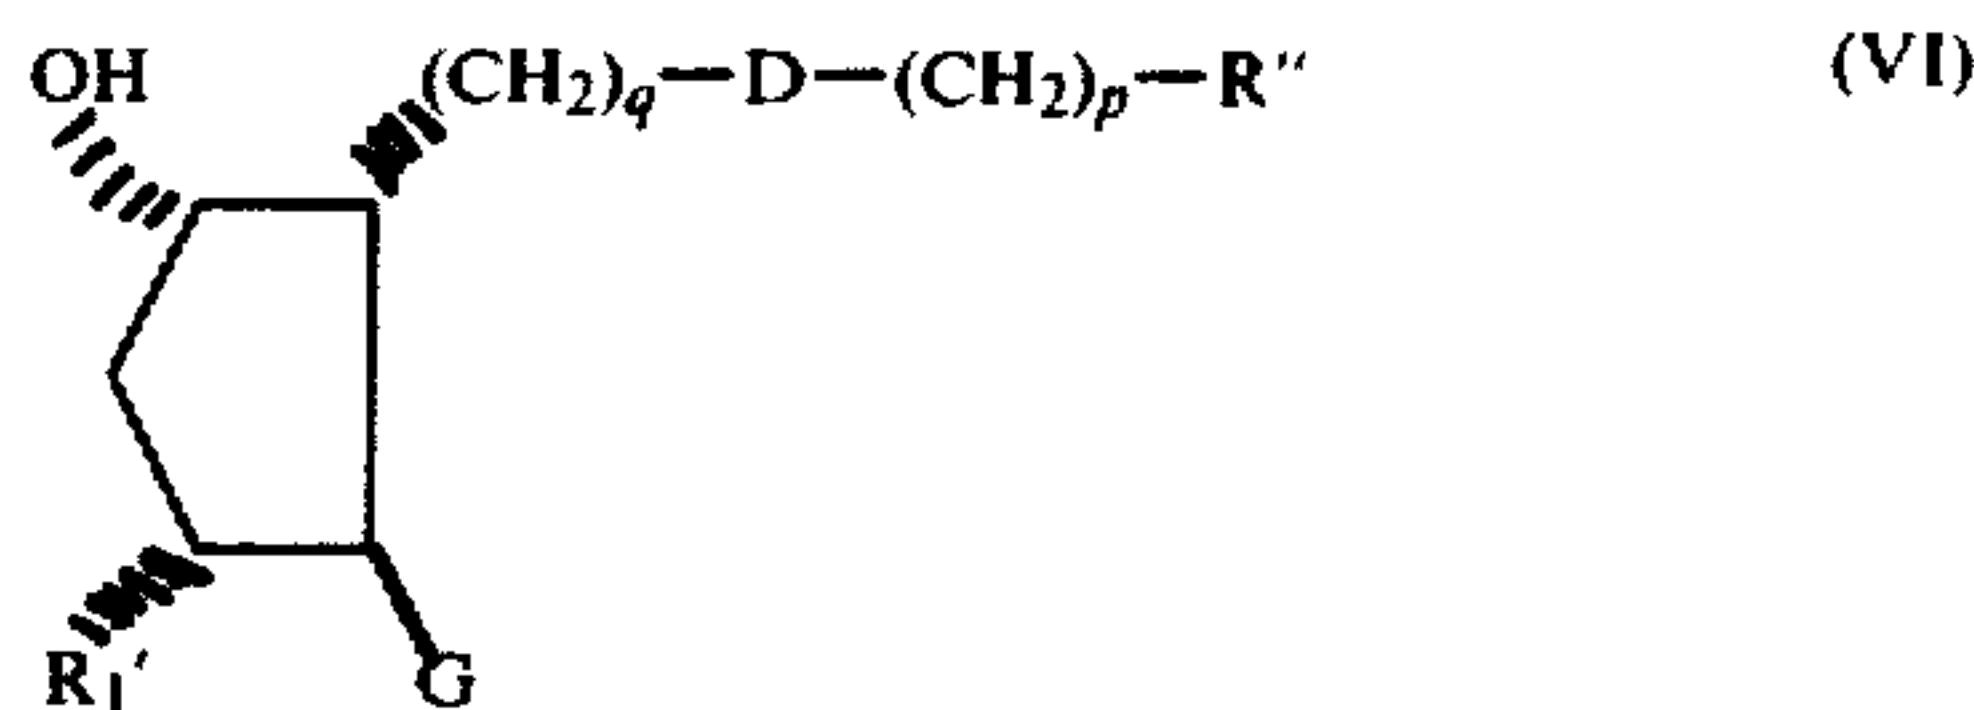 OH (CH₂)q—D—(CH₂)p—R″ (VI)
R₁′ G